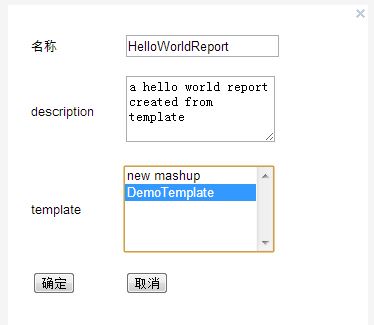 名称 HelloWorldReport
description a hello world report
created from
template
new mashup
template DemoTemplate
确定 取消